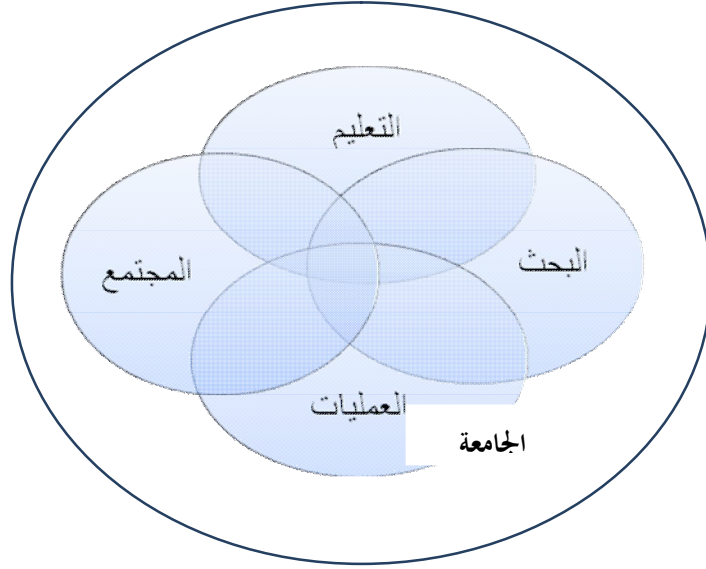 التعليم
البحث
المجتمع
العمليات
الجامعة